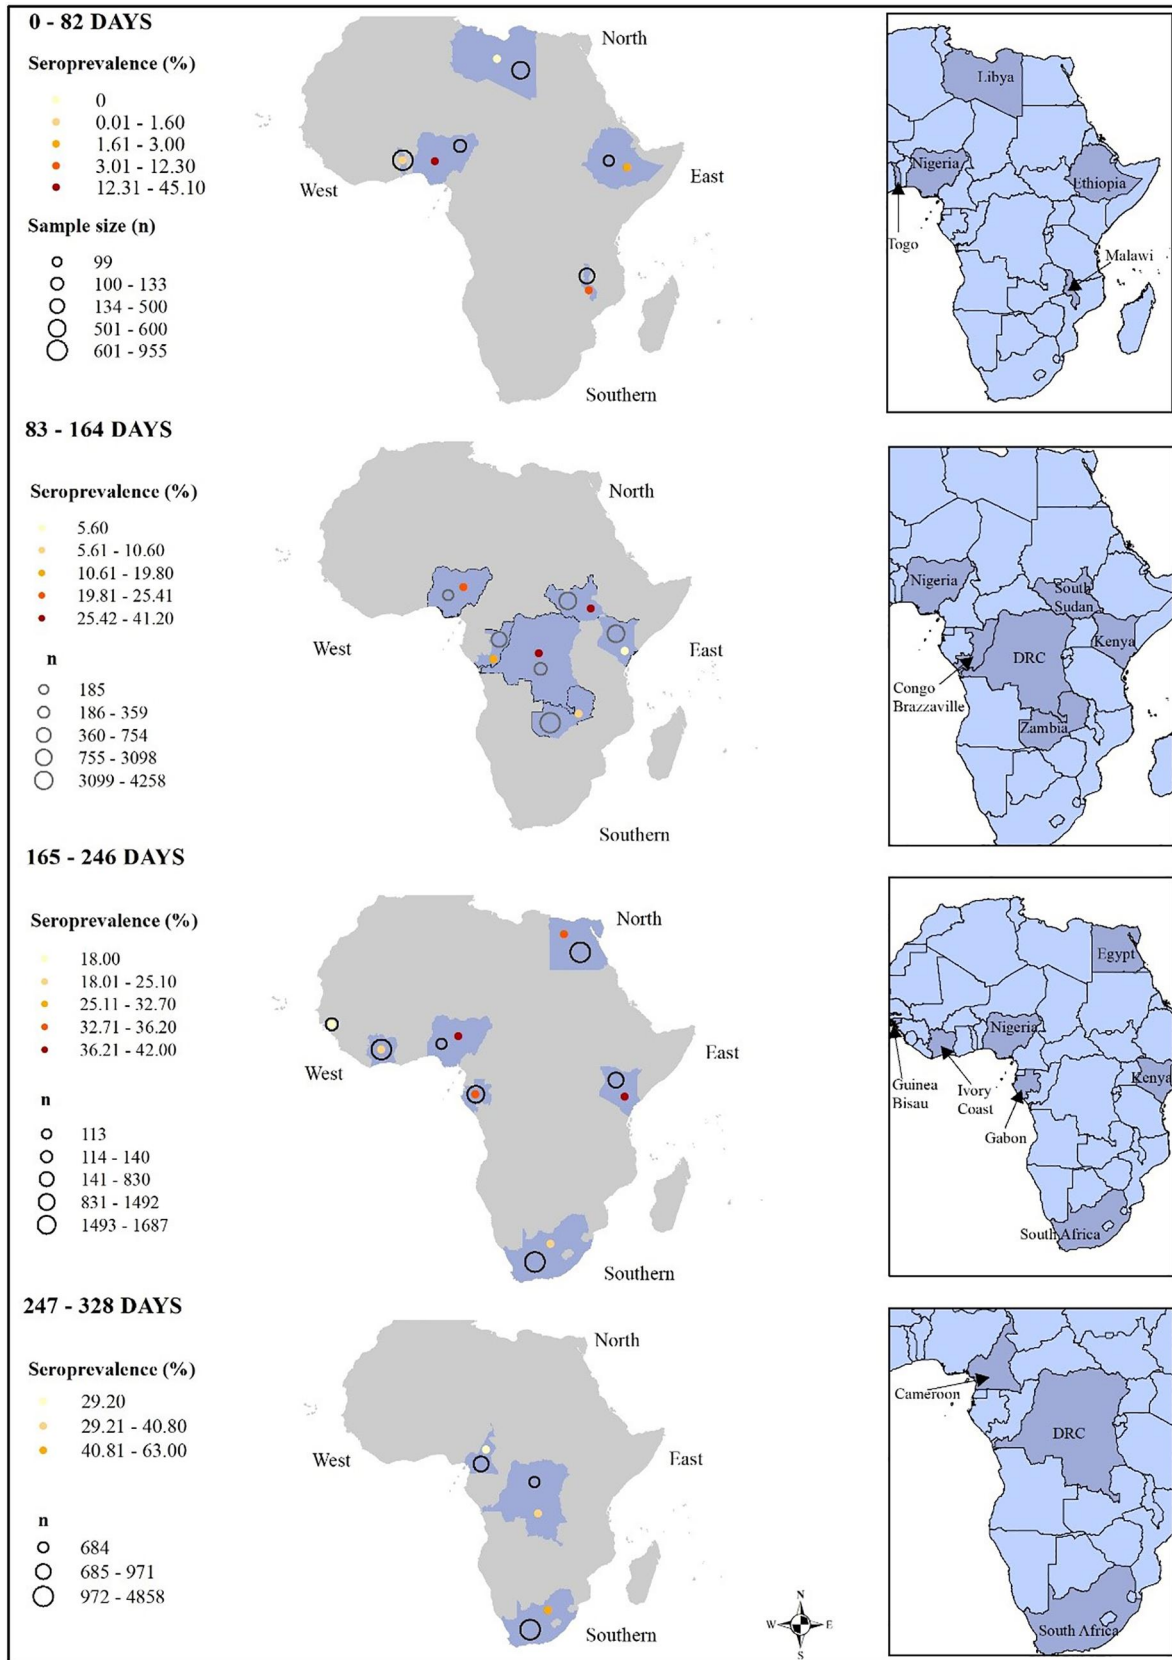 0 - 82 DAYS
Seroprevalence (%)
0
0.01 - 1.60
1.61 - 3.00
3.01 - 12.30
12.31 - 45.10
Sample size (n)
99
100 - 133
134 - 500
501 - 600
601 - 955
North
West
East
Southern
Libya
Nigeria
Ethiopia
Togo
Malawi
83 - 164 DAYS
Seroprevalence (%)
5.60
5.61 - 10.60
10.61 - 19.80
19.81 - 25.41
25.42 - 41.20
n
185
186 - 359
360 - 754
755 - 3098
3099 - 4258
North
West
East
Southern
Nigeria
South
Sudan
Kenya
DRC
Congo
Brazzaville
Zambia
165 - 246 DAYS
Seroprevalence (%)
18.00
18.01 - 25.10
25.11 - 32.70
32.71 - 36.20
36.21 - 42.00
n
113
114 - 140
141 - 830
831 - 1492
1493 - 1687
North
West
East
Southern
Egypt
Nigeria
Kenya
Guinea
Bisau
Ivory
Coast
Gabon
South Africa
247 - 328 DAYS
Seroprevalence (%)
29.20
29.21 - 40.80
40.81 - 63.00
n
684
685 - 971
972 - 4858
North
West
East
Southern
N
W
E
S
Cameroon
DRC
South Africa